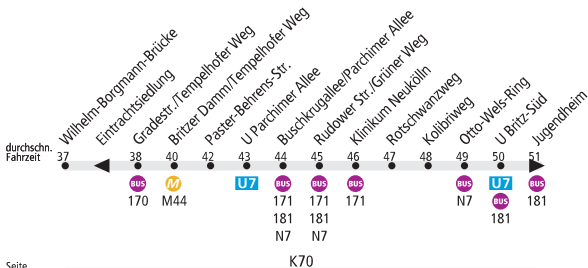 Wilhelm-Borgmann-Brücke
Eintrachtsiedlung
Gradestr./Tempelhofer Weg
Britzer Damm/Tempelhofer Weg
Paster-Behrens-Str.
U Parchimer Allee
Buschkrugallee/Parchimer Allee
Rudower Str./Grüner Weg
Klinikum Neukölln
Rotschwanzweg
Kolibriweg
Otto-Wels-Ring
U Britz-Süd
Jugendheim
durchschn.
Fahrzeit
37 38 40 42 43 44 45 46 47 48 49 50 51
BUS M U7 BUS BUS BUS BUS U7 BUS
170 M44 171 171 171 N7 BUS 181
181 181 181
N7 N7
K70
Seite